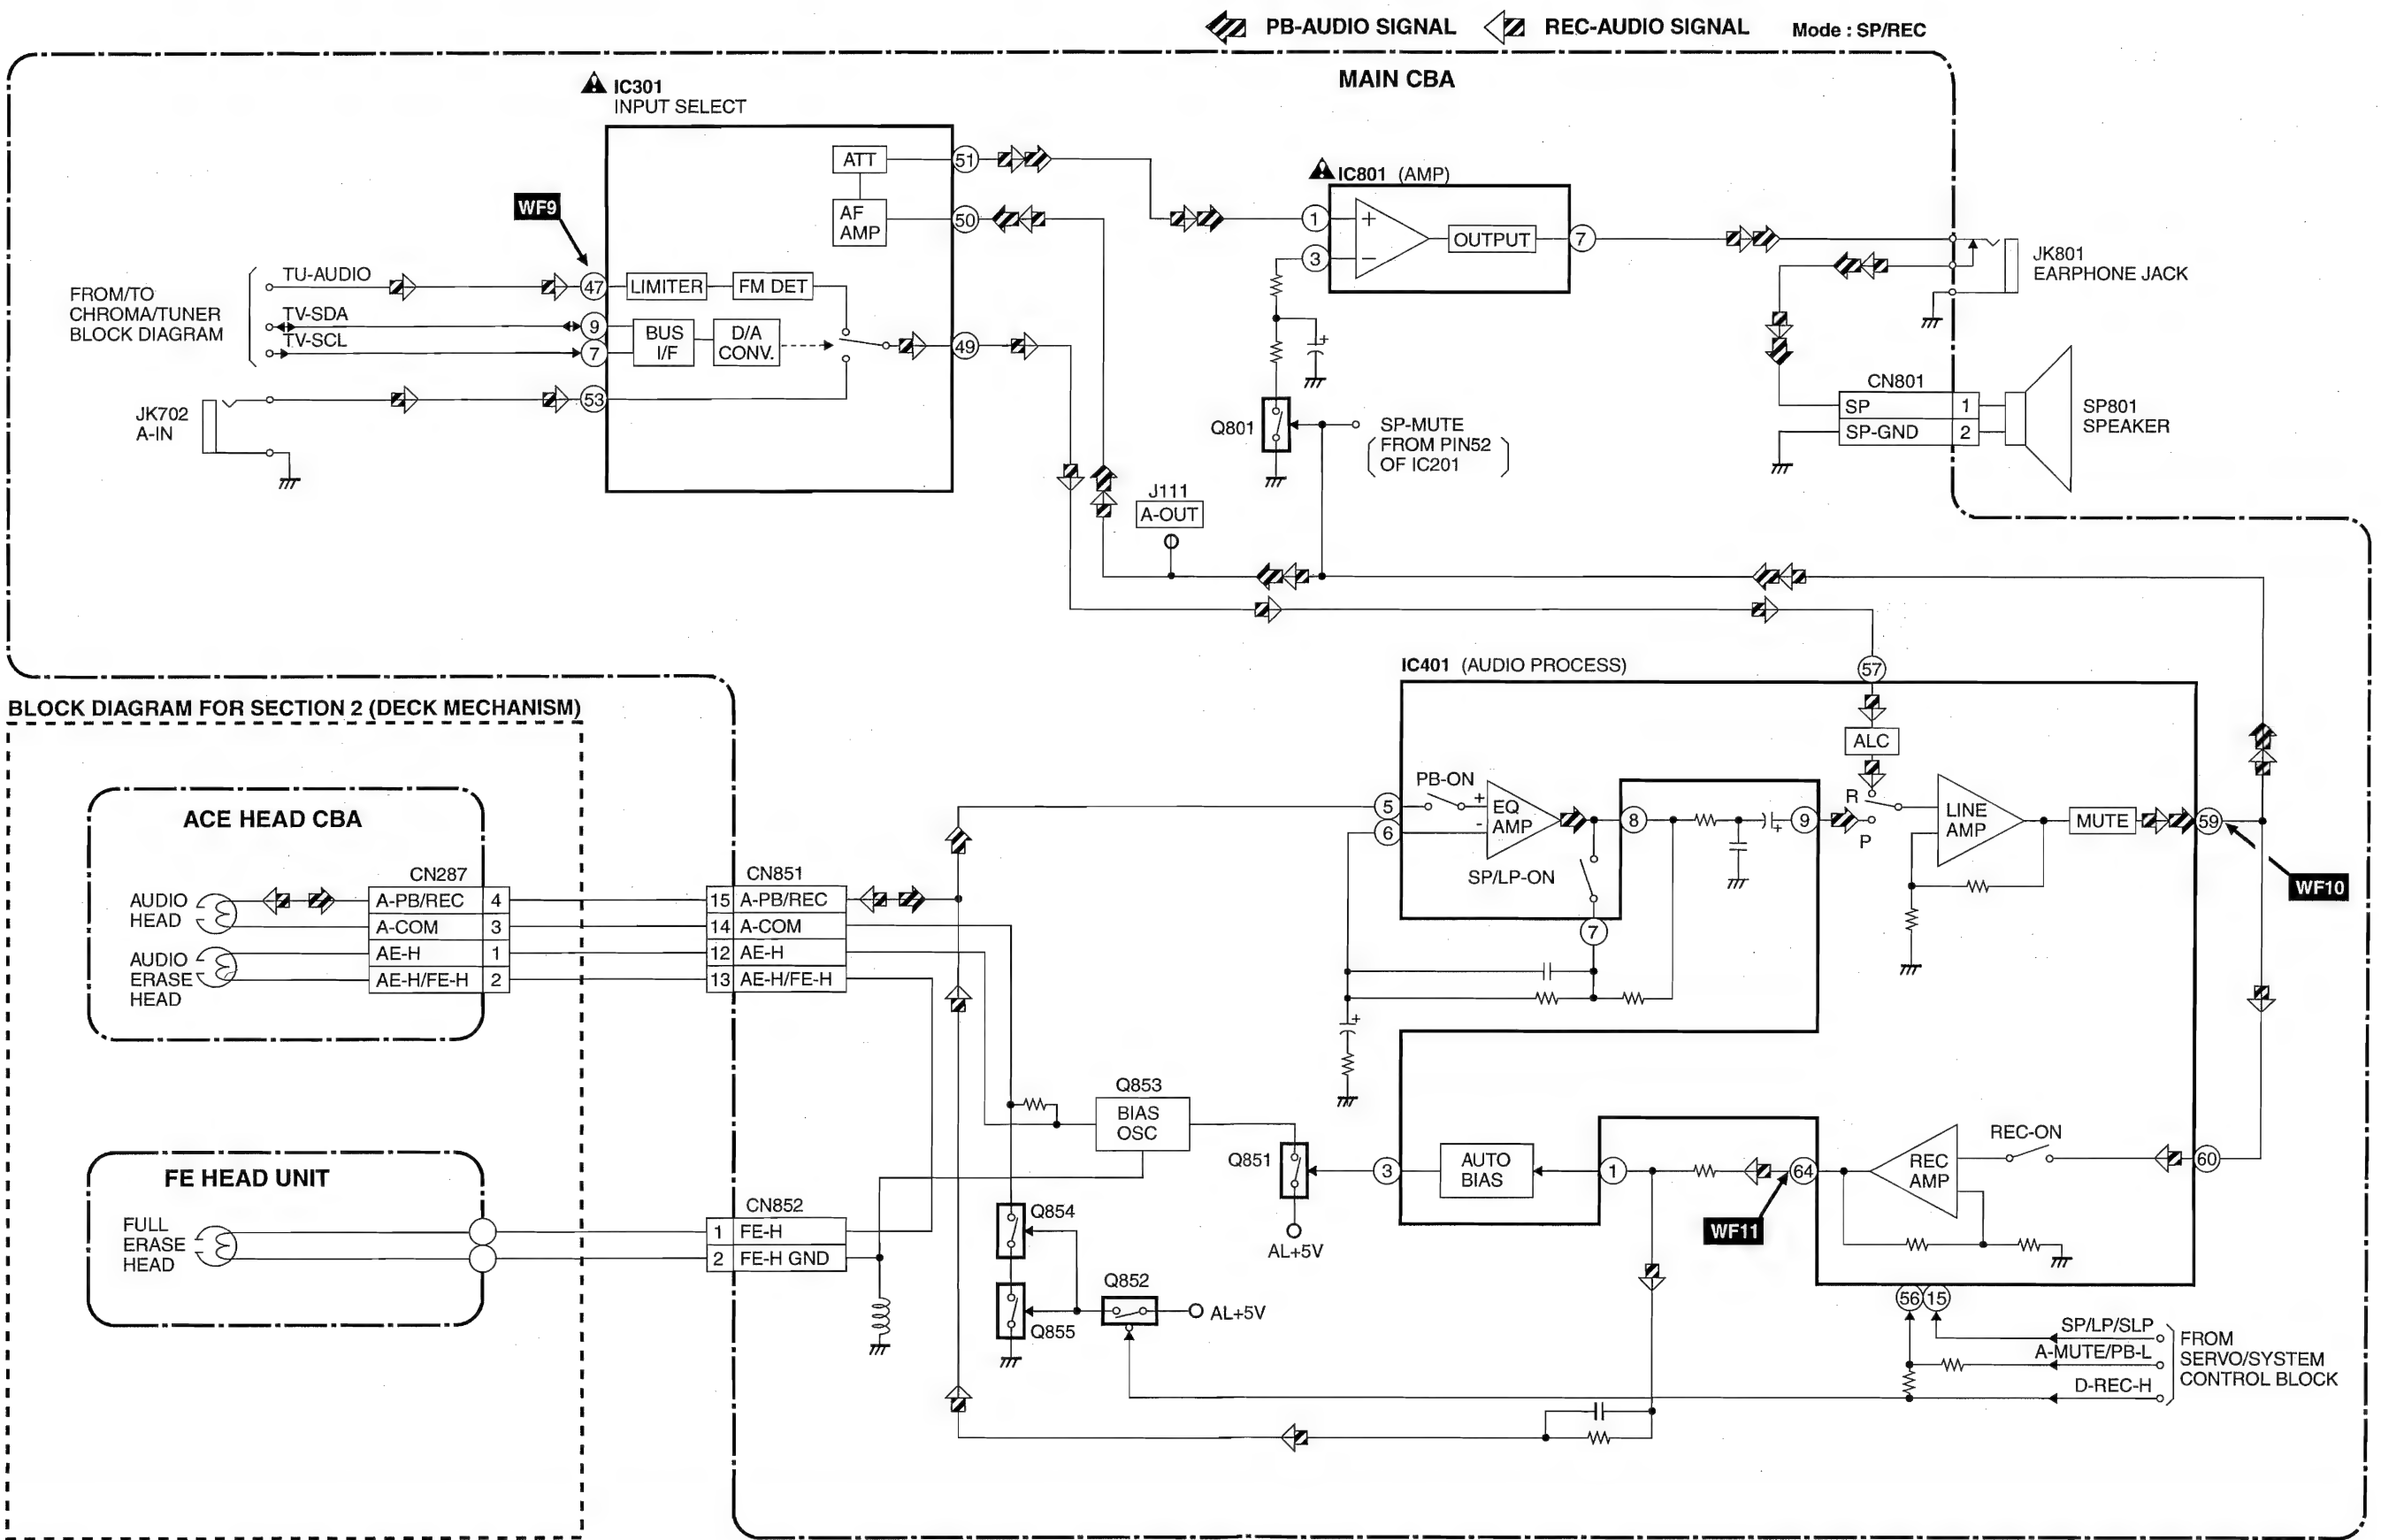 PB-AUDIO SIGNAL
REC-AUDIO SIGNAL
Mode : SP/REC
MAIN CBA
IC301
INPUT SELECT
ATT
51
AF
AMP
50
WF9
TU-AUDIO
47
LIMITER
FM DET
FROM/TO
CHROMA/TUNER
BLOCK DIAGRAM
TV-SDA
9
TV-SCL
7
BUS
I/F
D/A
CONV.
49
JK702
A-IN
53
IC801 (AMP)
1
+
3
−
OUTPUT
7
JK801
EARPHONE JACK
+
Q801
SP-MUTE
FROM PIN52
OF IC201
CN801
SP
1
SP-GND
2
SP801
SPEAKER
J111
A-OUT
IC401 (AUDIO PROCESS)
57
ALC
PB-ON
5
6
+
-
EQ
AMP
8
+
9
R
P
LINE
AMP
MUTE
59
WF10
SP/LP-ON
7
+
BLOCK DIAGRAM FOR SECTION 2 (DECK MECHANISM)
ACE HEAD CBA
CN287
AUDIO
HEAD
A-PB/REC
4
A-COM
3
AUDIO
ERASE
HEAD
AE-H
1
AE-H/FE-H
2
CN851
15 A-PB/REC
14 A-COM
12 AE-H
13 AE-H/FE-H
Q853
BIAS
OSC
Q851
AL+5V
3
AUTO
BIAS
1
64
WF11
REC
AMP
REC-ON
60
FE HEAD UNIT
FULL
ERASE
HEAD
CN852
1 FE-H
2 FE-H GND
Q854
Q855
Q852
AL+5V
56
15
SP/LP/SLP
A-MUTE/PB-L
D-REC-H
FROM
SERVO/SYSTEM
CONTROL BLOCK